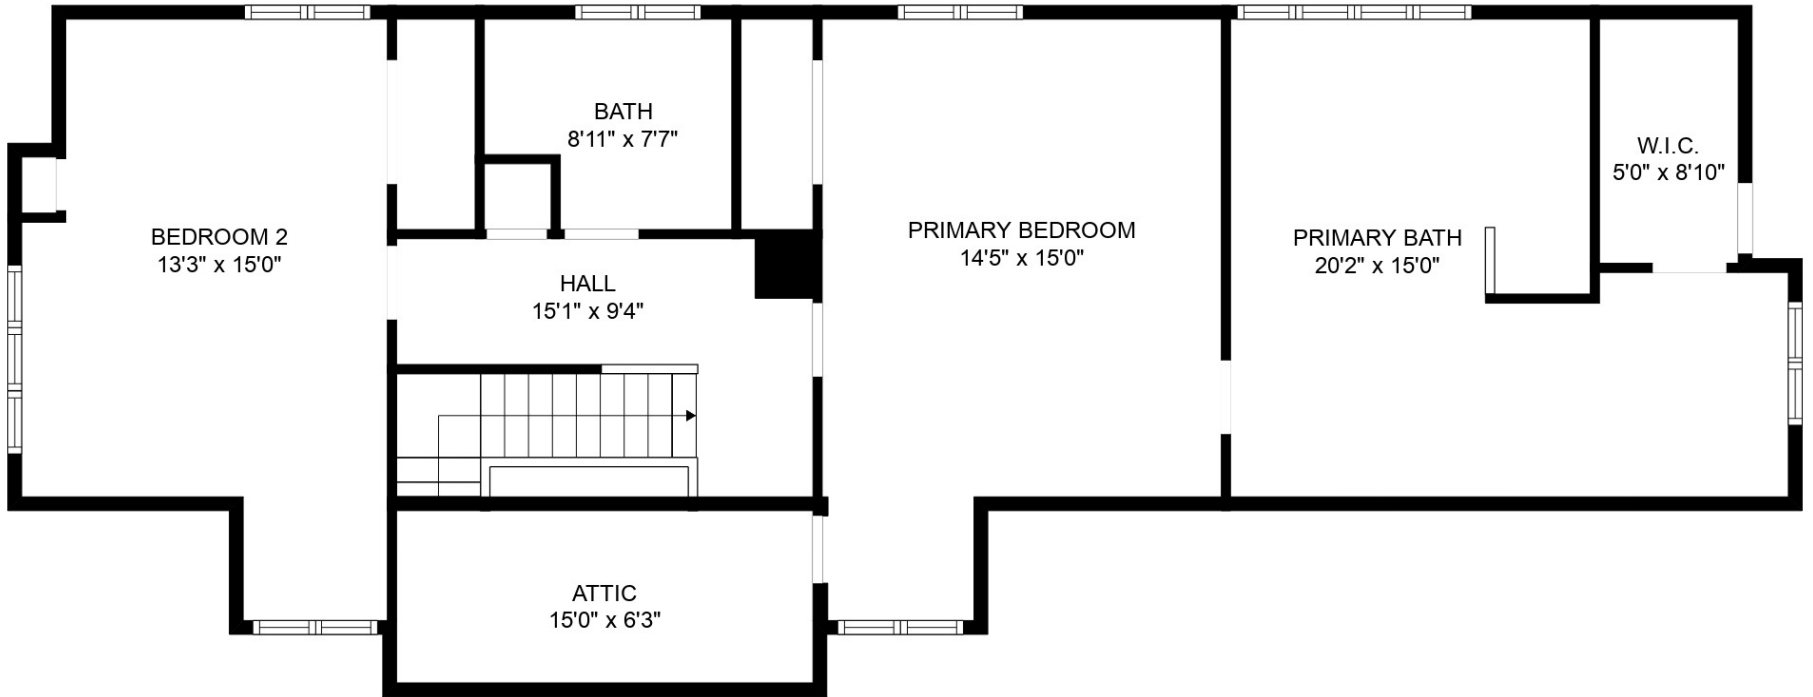 BATH
8'11" x 7'7"
W.I.C.
5'0" x 8'10"
BEDROOM 2
13'3" x 15'0"
PRIMARY BEDROOM
14'5" x 15'0"
PRIMARY BATH
20'2" x 15'0"
HALL
15'1" x 9'4"
ATTIC
15'0" x 6'3"